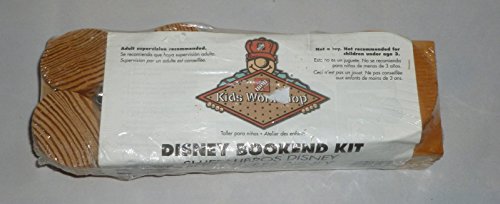 Adult supervision recommended.
Se recomienda que haya supervisión adulta.
Supervision par un adulte est conseillée.
Not a toy. Not recommended for
children under age 3.
Esto no es un juguete. No se recomienda
para niños de menos de 3 años.
Ceci n'est pas un jouet. Ne pas conseillée
aux enfants de moins de 3 ans.
Kids Workshop
Taller para niños • Atelier des enfants
DISNEY BOOKEND KIT
DISNEY